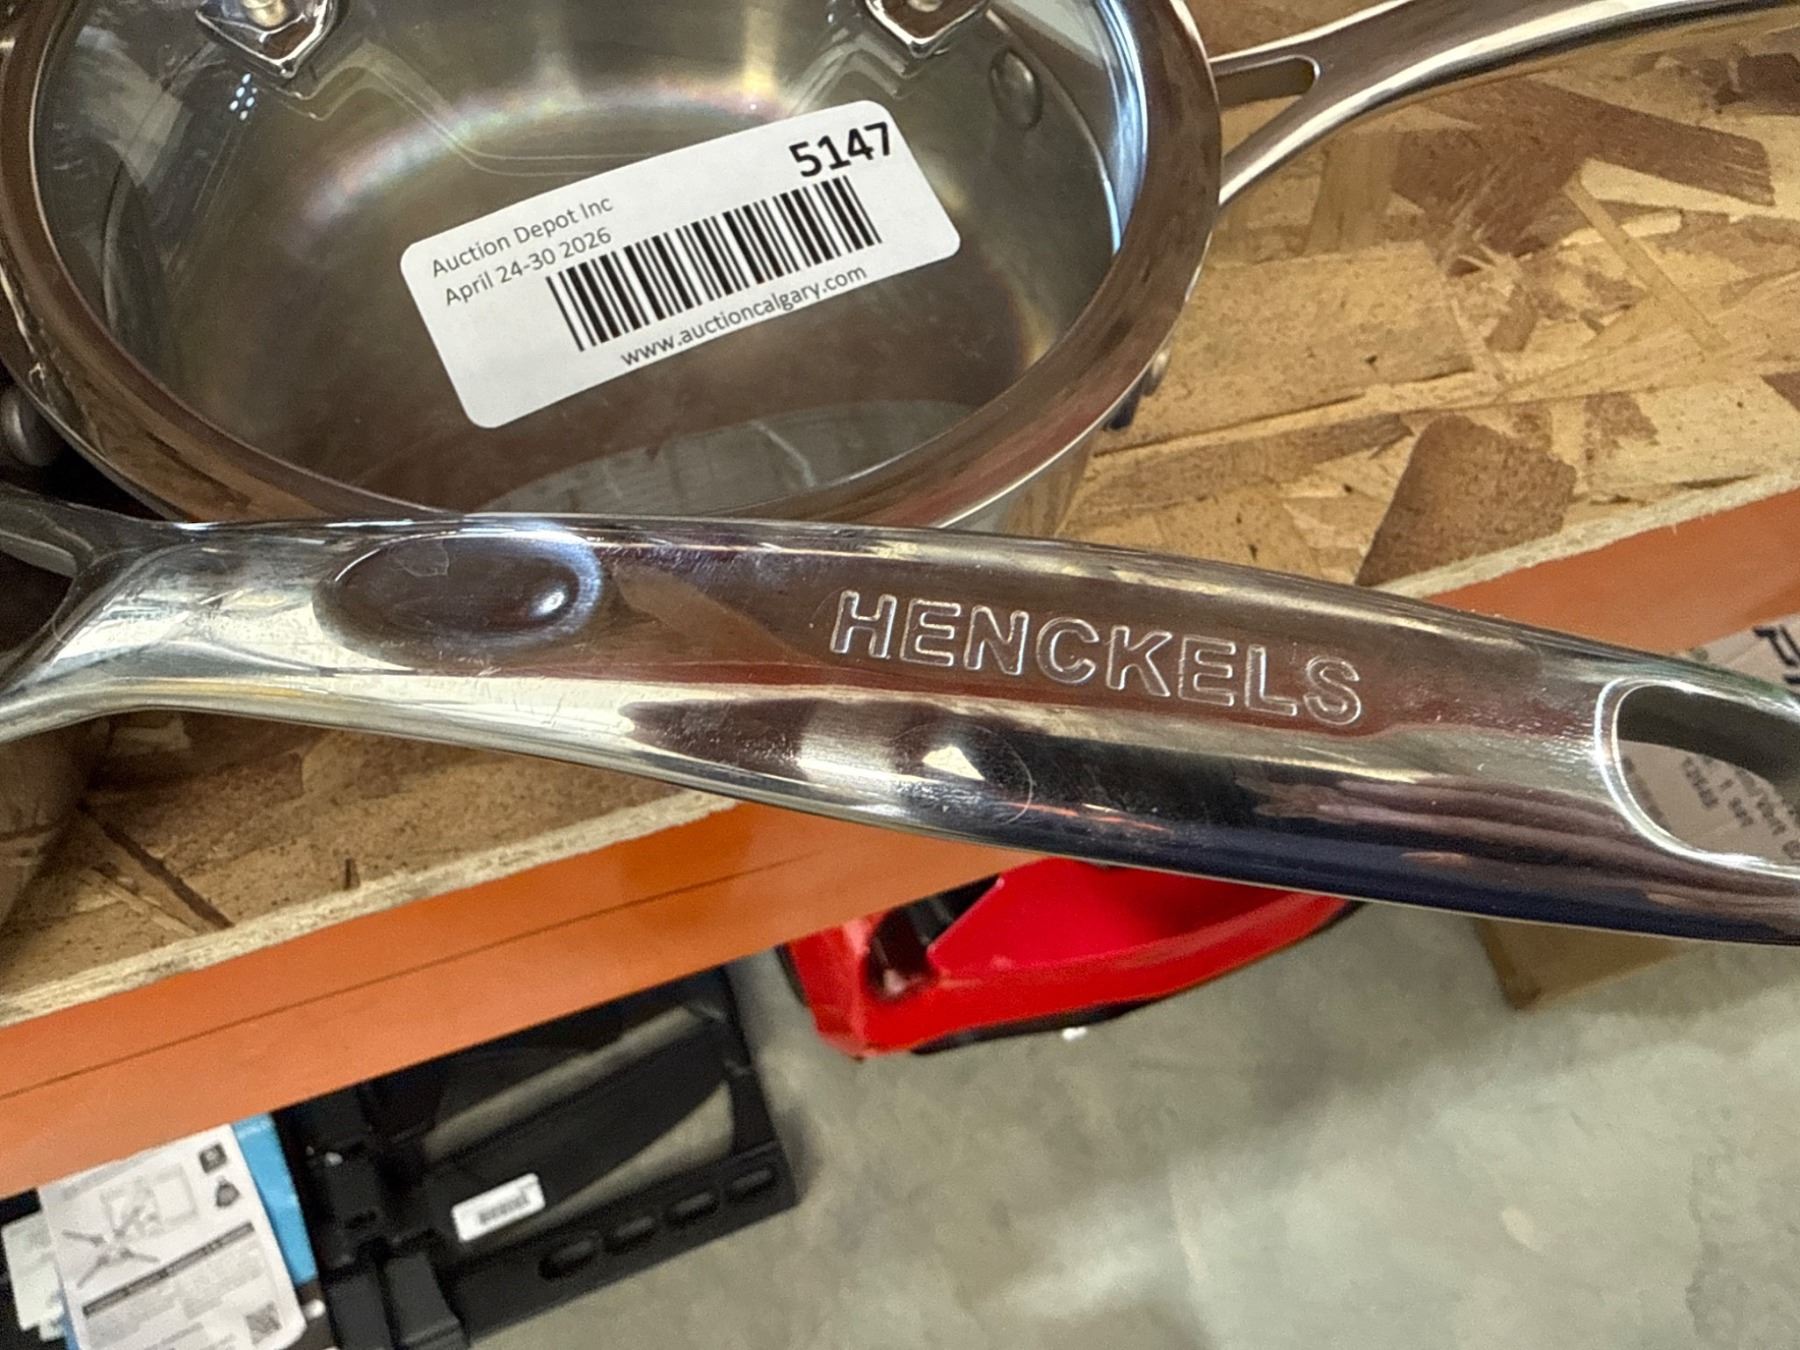 5147
Auction Depot Inc
April 24-30 2026
www.auctioncalgary.com
HENCKELS